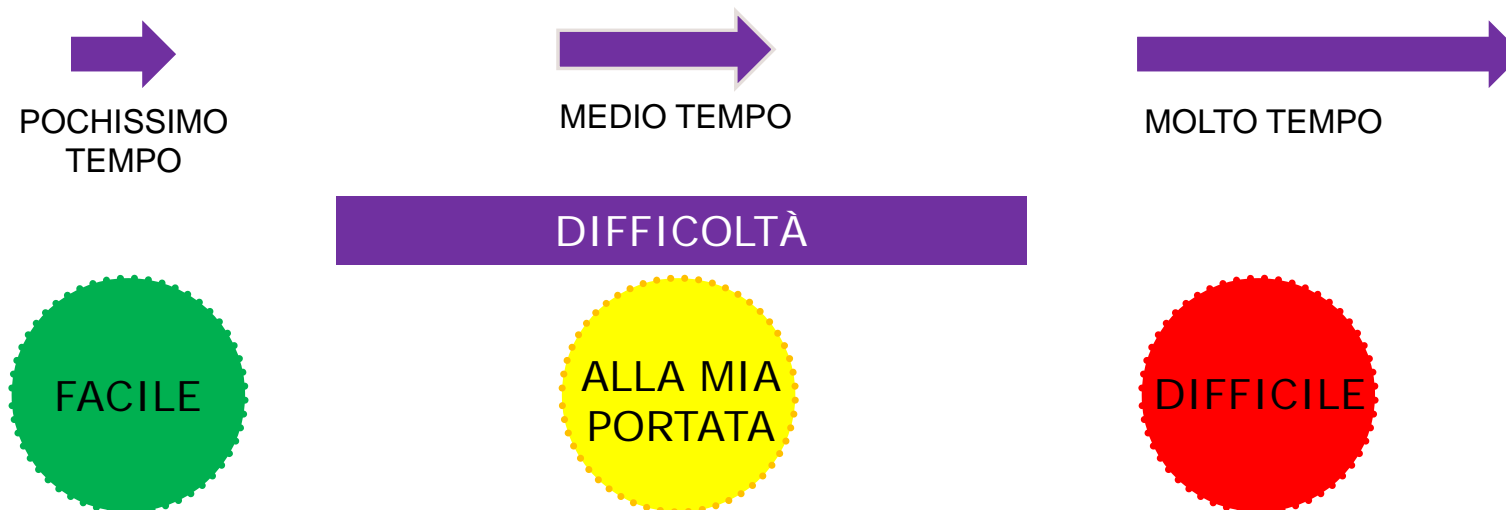 POCHISSIMO
TEMPO
MEDIO TEMPO
MOLTO TEMPO
DIFFICOLTÀ
FACILE
ALLA MIA
PORTATA
DIFFICILE